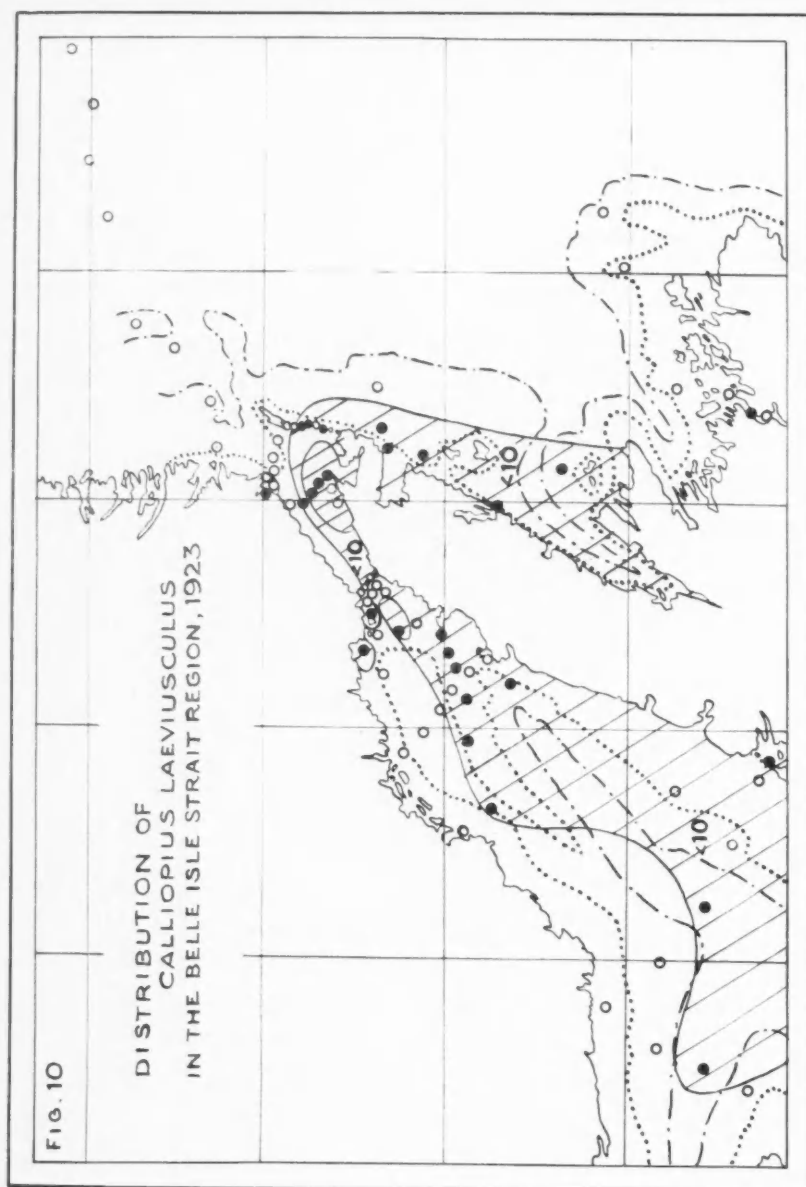 FIG. 10
DISTRIBUTION OF
CALLIOPIUS LAEVIUSCULUS
IN THE BELLE ISLE STRAIT REGION, 1923
<10
<10
<10